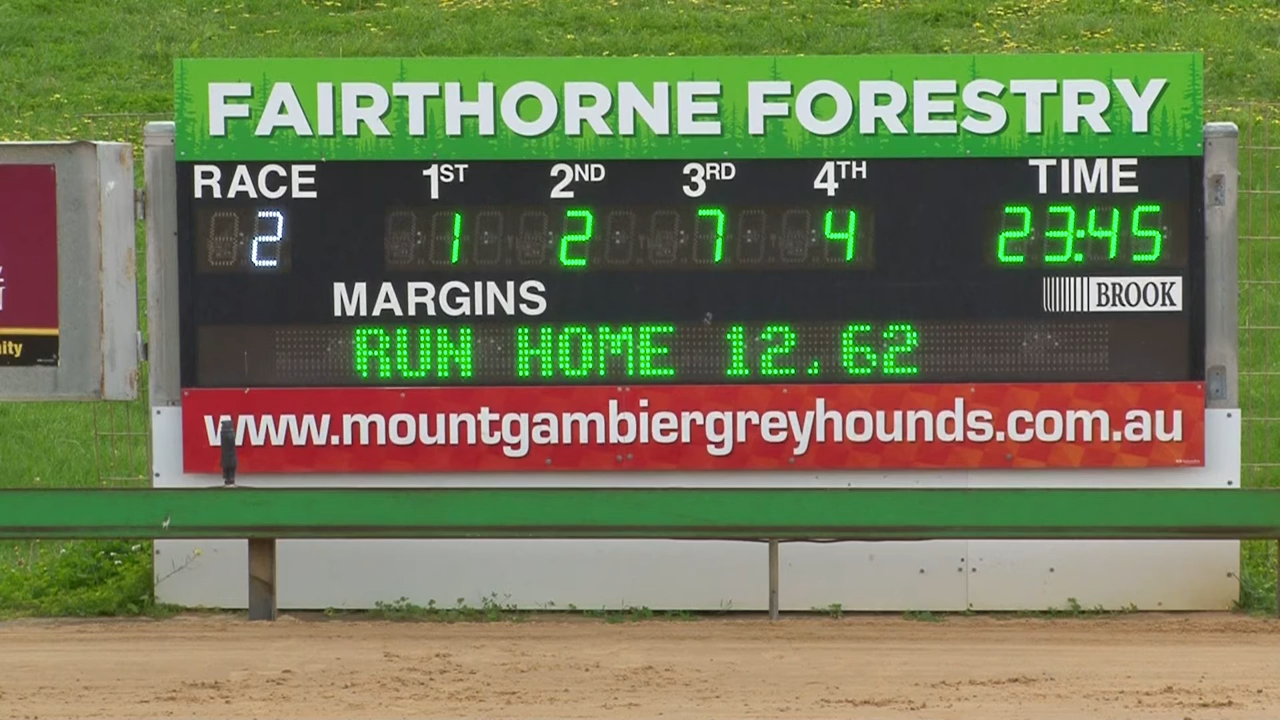 FAIRTHORNE FORESTRY
RACE 1ST 2ND 3RD 4TH TIME
2 1 2 7 4 23:45
MARGINS
BROOK
RUN HOME 12.62
www.mountgambiergreyhounds.com.au
ity